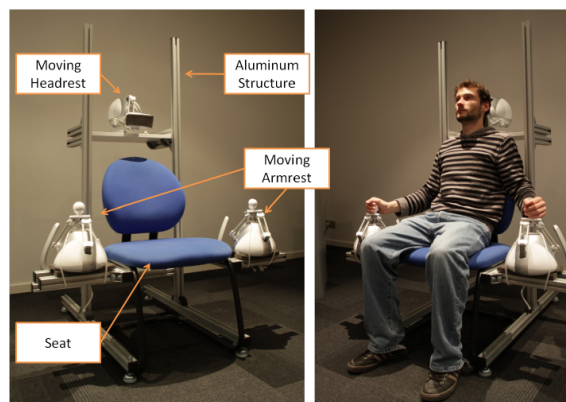 Moving
Headrest
Aluminum
Structure
Moving
Armrest
Seat